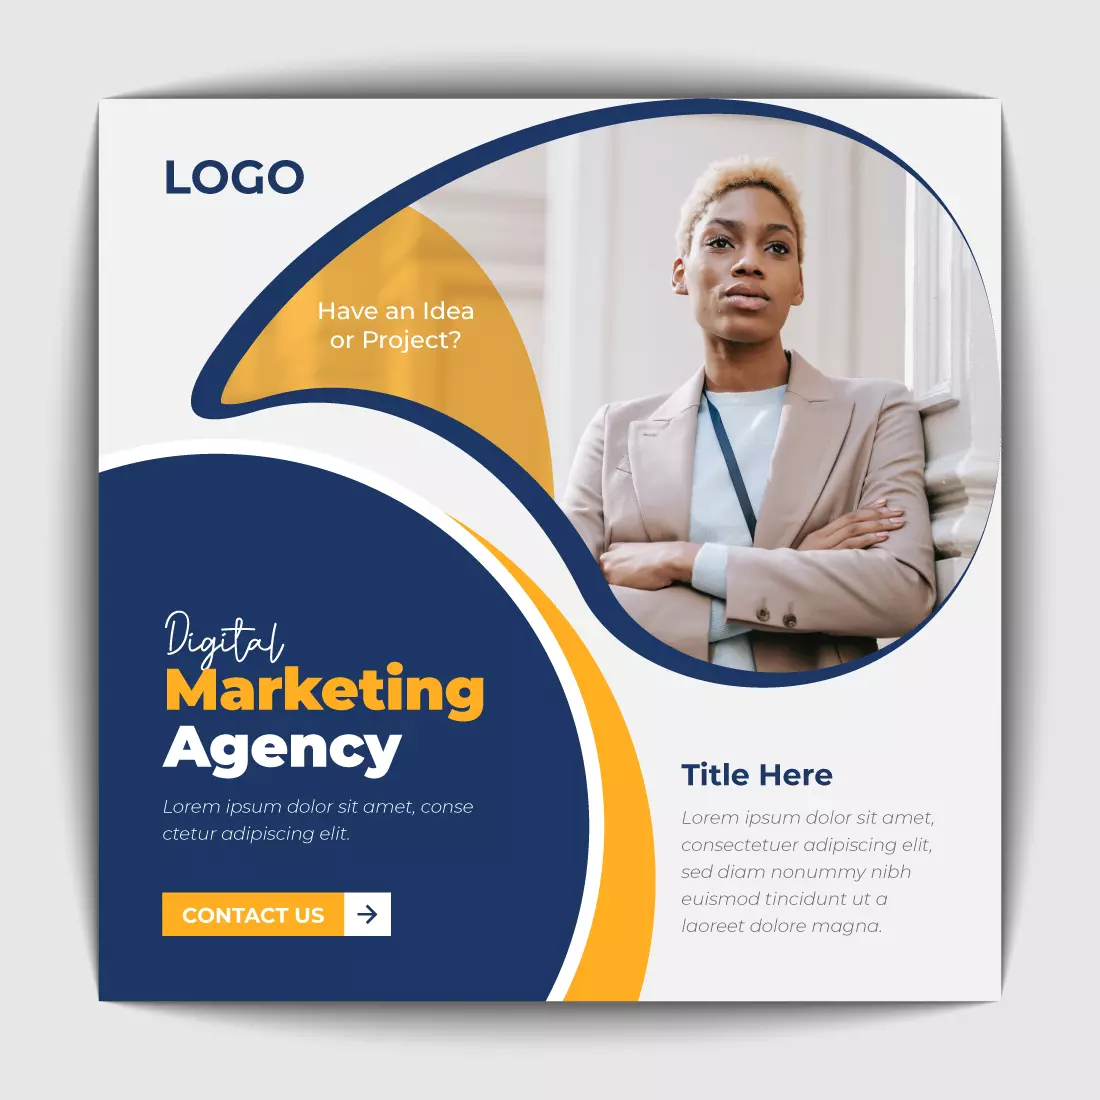 LOGO
Have an Idea
or Project?
Digital
Marketing
Agency
Lorem ipsum dolor sit amet, conse
ctetur adipiscing elit.
CONTACT US
Title Here
Lorem ipsum dolor sit amet,
consectetuer adipiscing elit,
sed diam nonummy nibh
euismod tincidunt ut a
laoreet dolore magna.